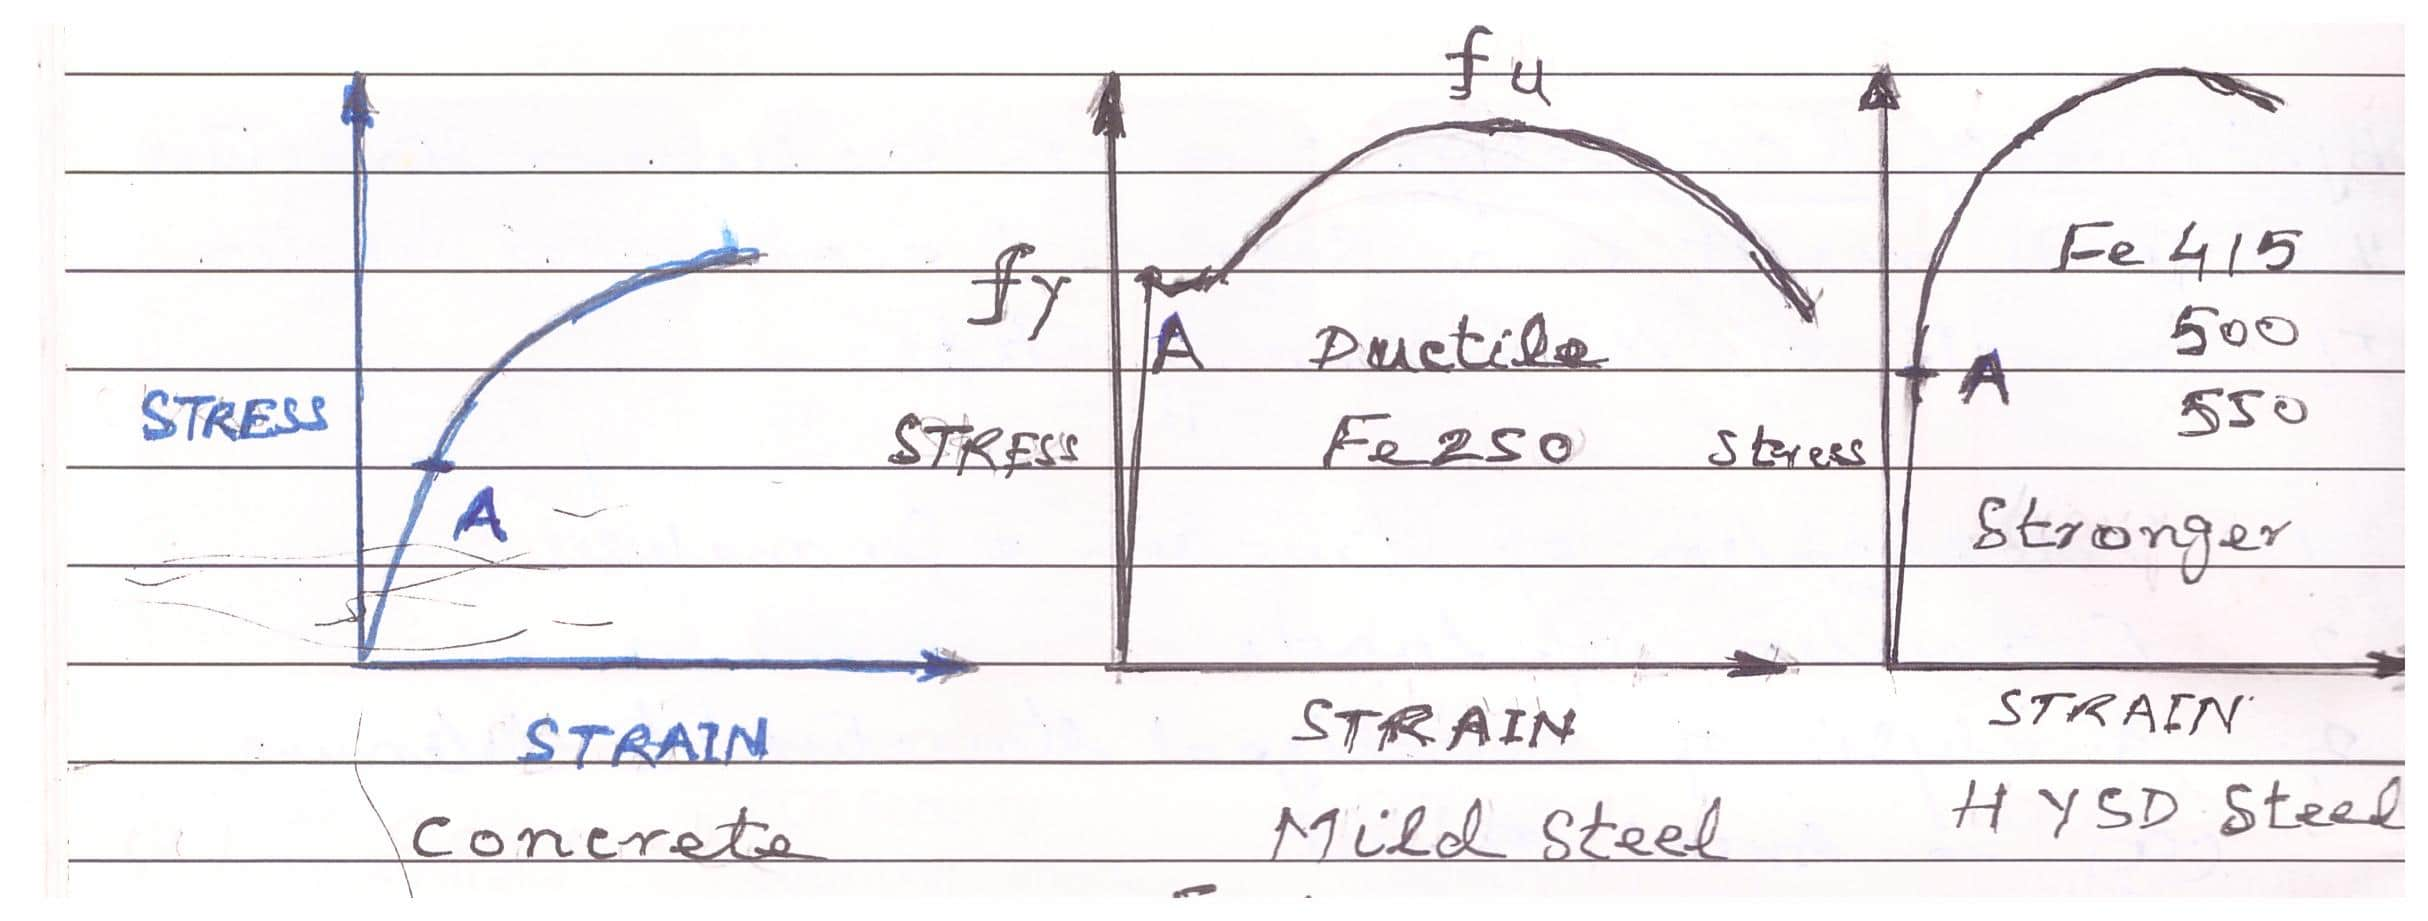 STRESS
A
STRAIN
Concrete
fu
fy
A
Ductile
Fe 250
STRESS
STRAIN
Mild Steel
Fe 415
500
550
A
Stress
Stronger
STRAIN
HYSD Steel